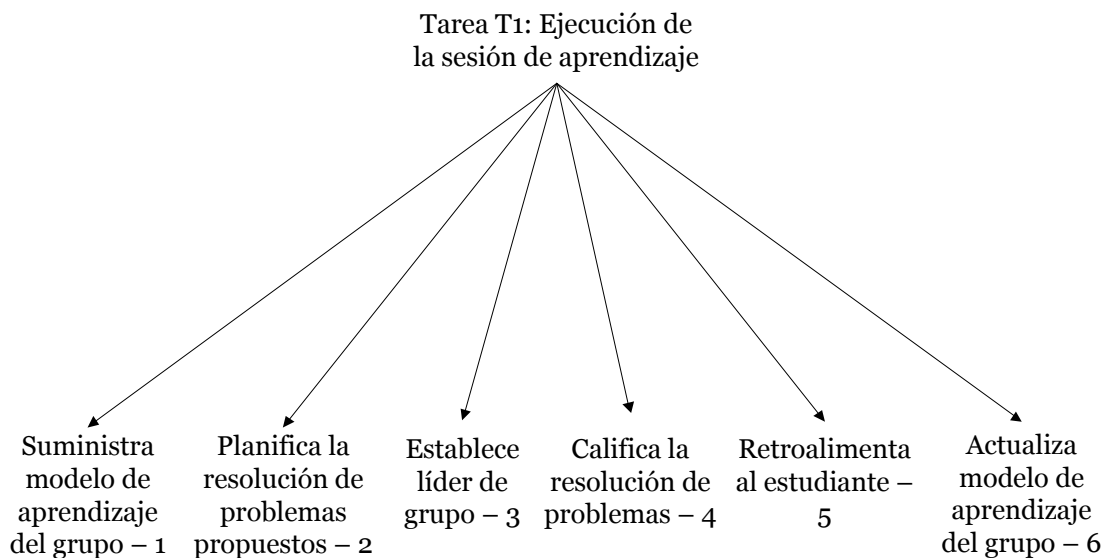 Tarea T1: Ejecución de
la sesión de aprendizaje
Suministra
modelo de
aprendizaje
del grupo – 1
Planifica la
resolución de
problemas
propuestos – 2
Establece
líder de
grupo – 3
Califica la
resolución de
problemas – 4
Retroalimenta
al estudiante –
5
Actualiza
modelo de
aprendizaje
del grupo – 6